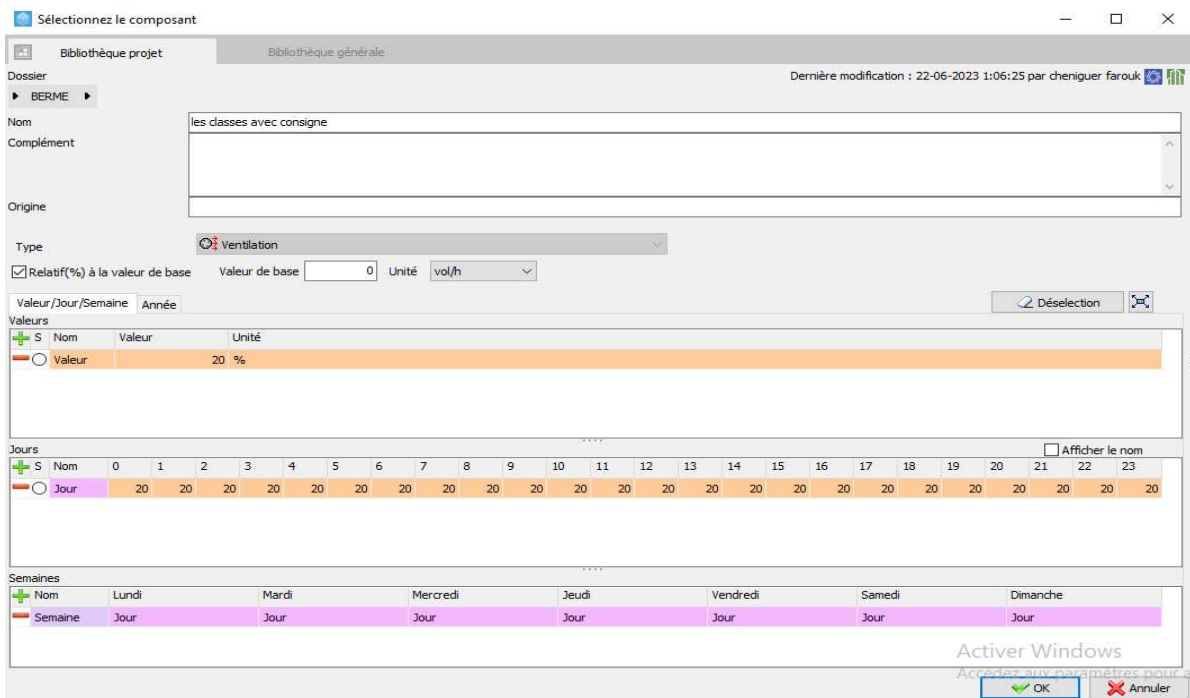 Sélectionnez le composant
Bibliothèque projet Bibliothèque générale
Dossier Dernière modification : 22-06-2023 1:06:25 par cheniguer farouk
BERME
Nom les classes avec consigne
Complément
Origine
Type Ventilation
Relatif(%) à la valeur de base Valeur de base 0 Unité vol/h
Valeur/Jour/Semaine Année Déselection
Valeurs
S Nom Valeur Unité
Valeur 20 %
Jours Afficher le nom
S Nom 0 1 2 3 4 5 6 7 8 9 10 11 12 13 14 15 16 17 18 19 20 21 22 23
Jour 20 20 20 20 20 20 20 20 20 20 20 20 20 20 20 20 20 20 20 20 20 20 20 20
Semaines
Nom Lundi Mardi Mercredi Jeudi Vendredi Samedi Dimanche
Semaine Jour Jour Jour Jour Jour Jour Jour
Activer Windows
Accédez aux paramètres pour a
OK Annuler